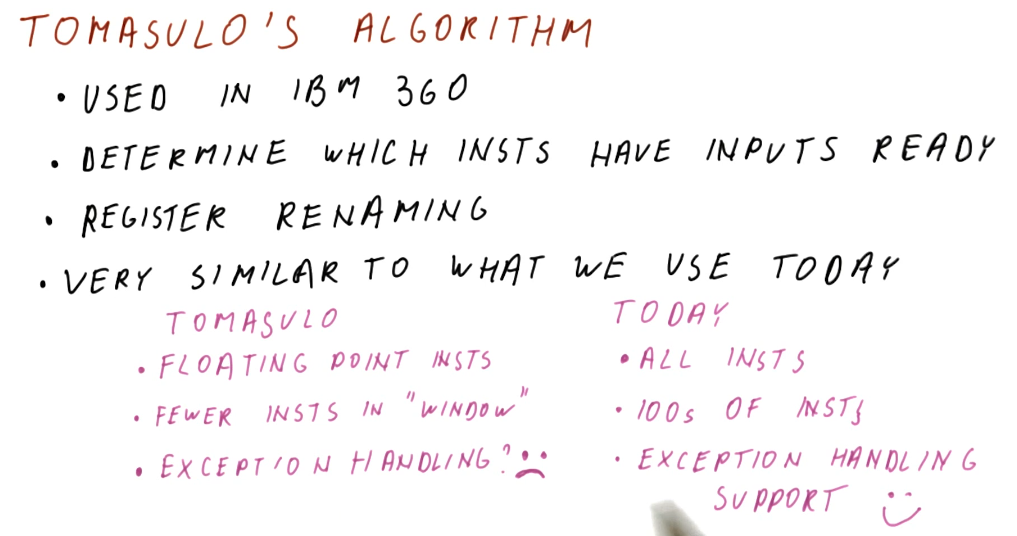 TOMASULO'S ALGORITHM
• USED IN IBM 360
• DETERMINE WHICH INSTS HAVE INPUTS READY
• REGISTER RENAMING
• VERY SIMILAR TO WHAT WE USE TODAY
TOMASULO
• FLOATING POINT INSTS
• FEWER INSTS IN "WINDOW"
• EXCEPTION HANDLING?
TODAY
• ALL INSTS
• 100s OF INSTS
• EXCEPTION HANDLING
SUPPORT